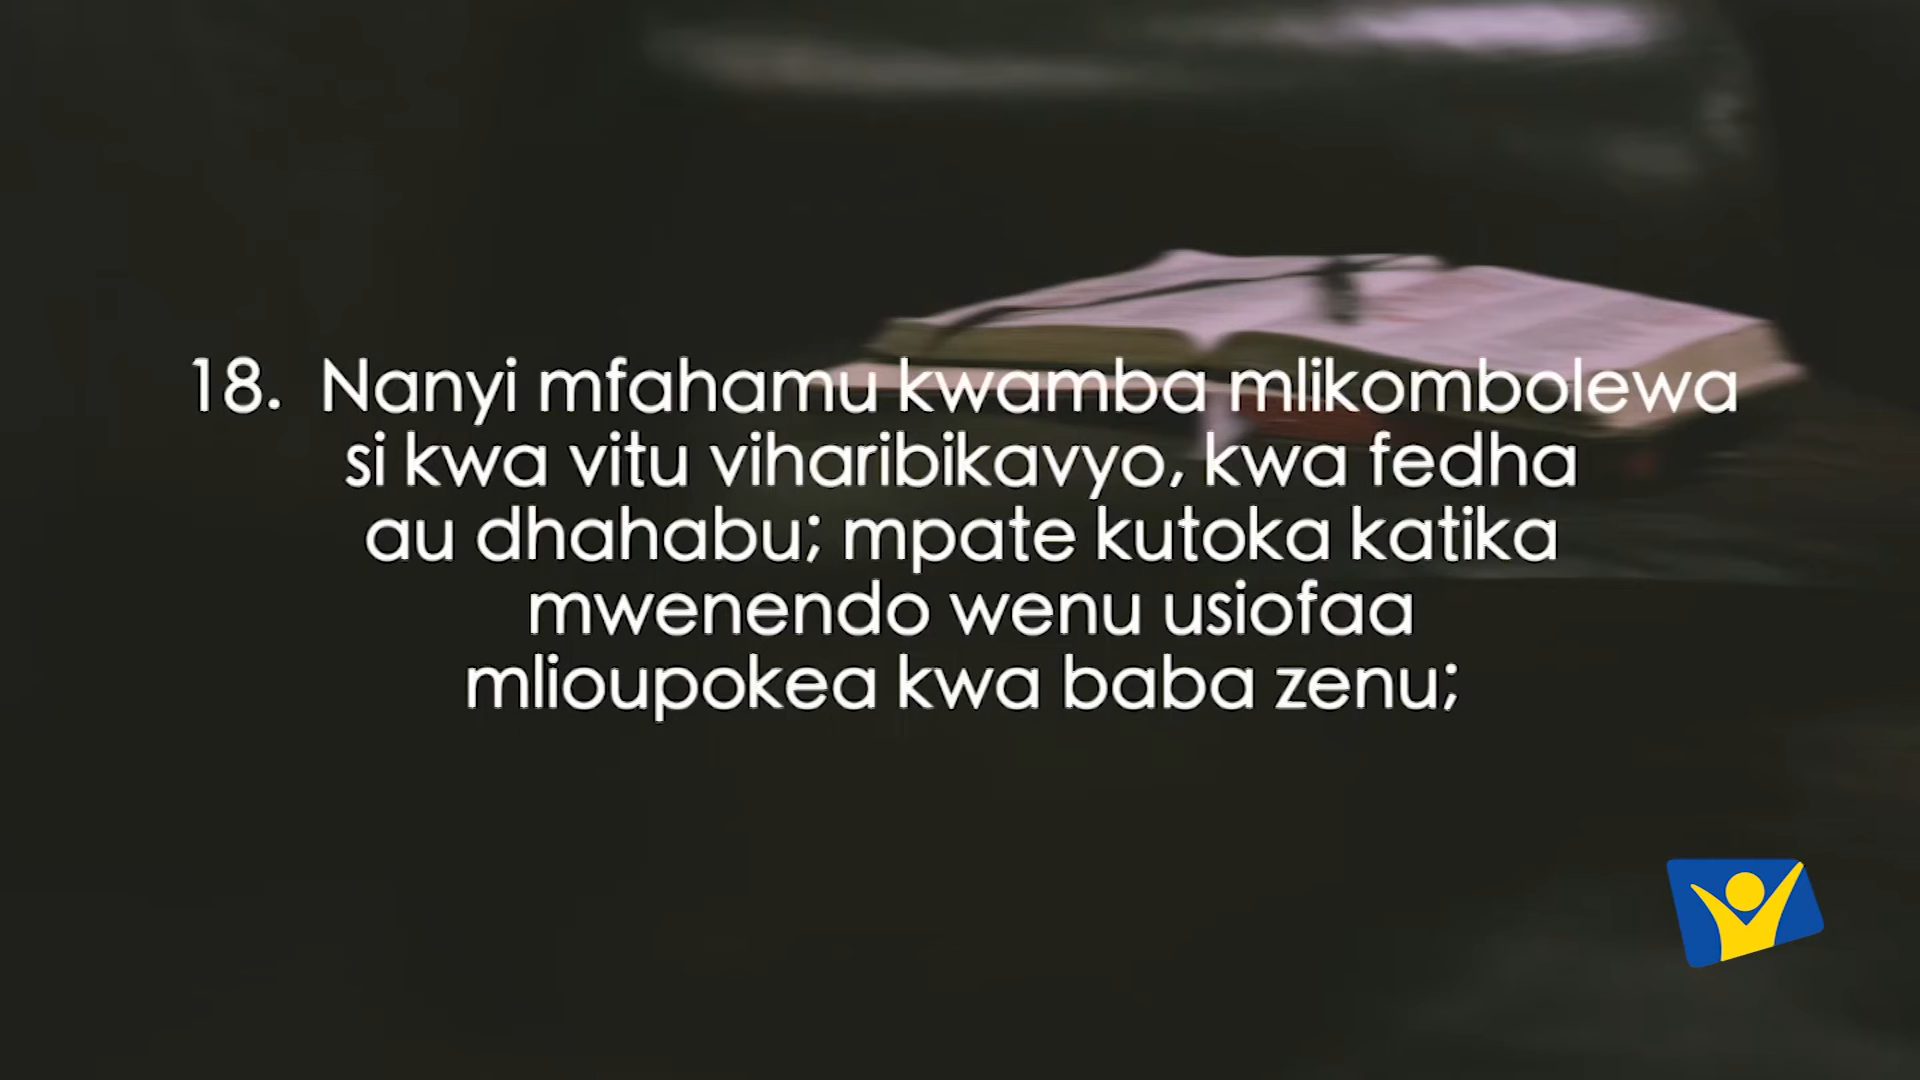 18. Nanyi mfahamu kwamba mlikombolewa
si kwa vitu viharibikavyo, kwa fedha
au dhahabu; mpate kutoka katika
mwenendo wenu usiofaa
mlioupokea kwa baba zenu;